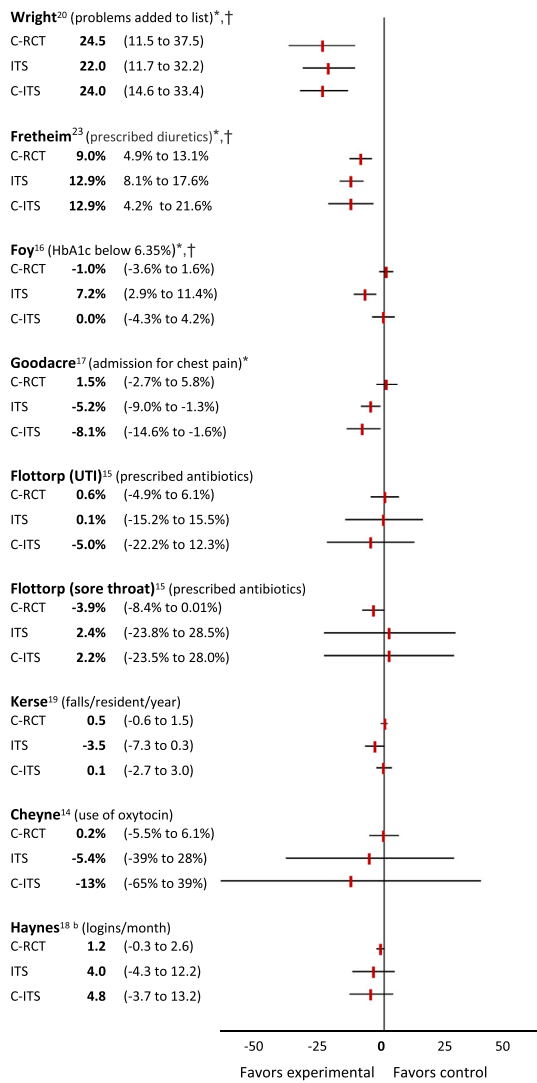 Wright20 (problems added to list)*,†
C-RCT 24.5 (11.5 to 37.5)
ITS 22.0 (11.7 to 32.2)
C-ITS 24.0 (14.6 to 33.4)
Fretheim23 (prescribed diuretics)*,†
C-RCT 9.0% 4.9% to 13.1%
ITS 12.9% 8.1% to 17.6%
C-ITS 12.9% 4.2% to 21.6%
Foy16 (HbA1c below 6.35%)*,†
C-RCT -1.0% (-3.6% to 1.6%)
ITS 7.2% (2.9% to 11.4%)
C-ITS 0.0% (-4.3% to 4.2%)
Goodacre17 (admission for chest pain)*
C-RCT 1.5% (-2.7% to 5.8%)
ITS -5.2% (-9.0% to -1.3%)
C-ITS -8.1% (-14.6% to -1.6%)
Flottorp (UTI)15 (prescribed antibiotics)
C-RCT 0.6% (-4.9% to 6.1%)
ITS 0.1% (-15.2% to 15.5%)
C-ITS -5.0% (-22.2% to 12.3%)
Flottorp (sore throat)15 (prescribed antibiotics)
C-RCT -3.9% (-8.4% to 0.01%)
ITS 2.4% (-23.8% to 28.5%)
C-ITS 2.2% (-23.5% to 28.0%)
Kerse19 (falls/resident/year)
C-RCT 0.5 (-0.6 to 1.5)
ITS -3.5 (-7.3 to 0.3)
C-ITS 0.1 (-2.7 to 3.0)
Cheyne14 (use of oxytocin)
C-RCT 0.2% (-5.5% to 6.1%)
ITS -5.4% (-39% to 28%)
C-ITS -13% (-65% to 39%)
Haynes18 b (logins/month)
C-RCT 1.2 (-0.3 to 2.6)
ITS 4.0 (-4.3 to 12.2)
C-ITS 4.8 (-3.7 to 13.2)
-50 -25 0 25 50
Favors experimental Favors control